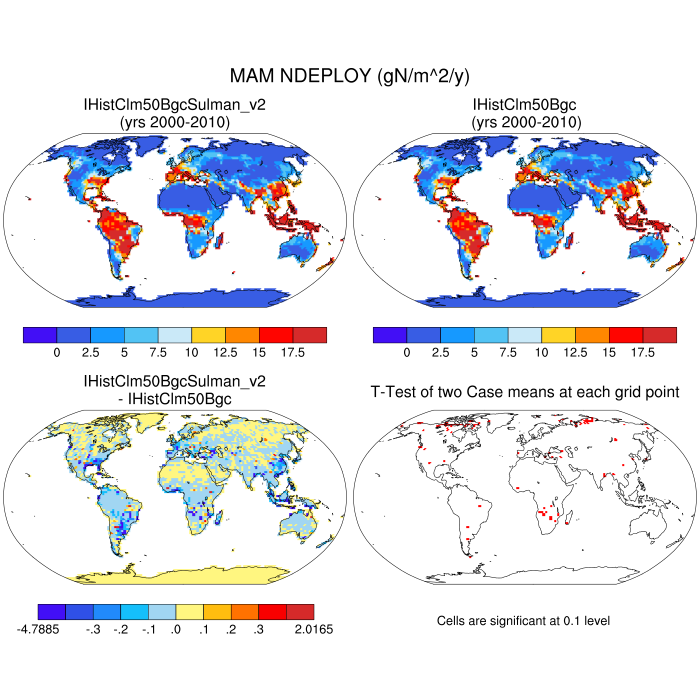 MAM NDEPLOY (gN/m^2/y)
IHistClm50BgcSulman_v2
(yrs 2000-2010)
IHistClm50Bgc
(yrs 2000-2010)
0 2.5 5 7.5 10 12.5 15 17.5
0 2.5 5 7.5 10 12.5 15 17.5
IHistClm50BgcSulman_v2
- IHistClm50Bgc
T-Test of two Case means at each grid point
-4.7885 -.3 -.2 -.1 .0 .1 .2 .3 2.0165
Cells are significant at 0.1 level